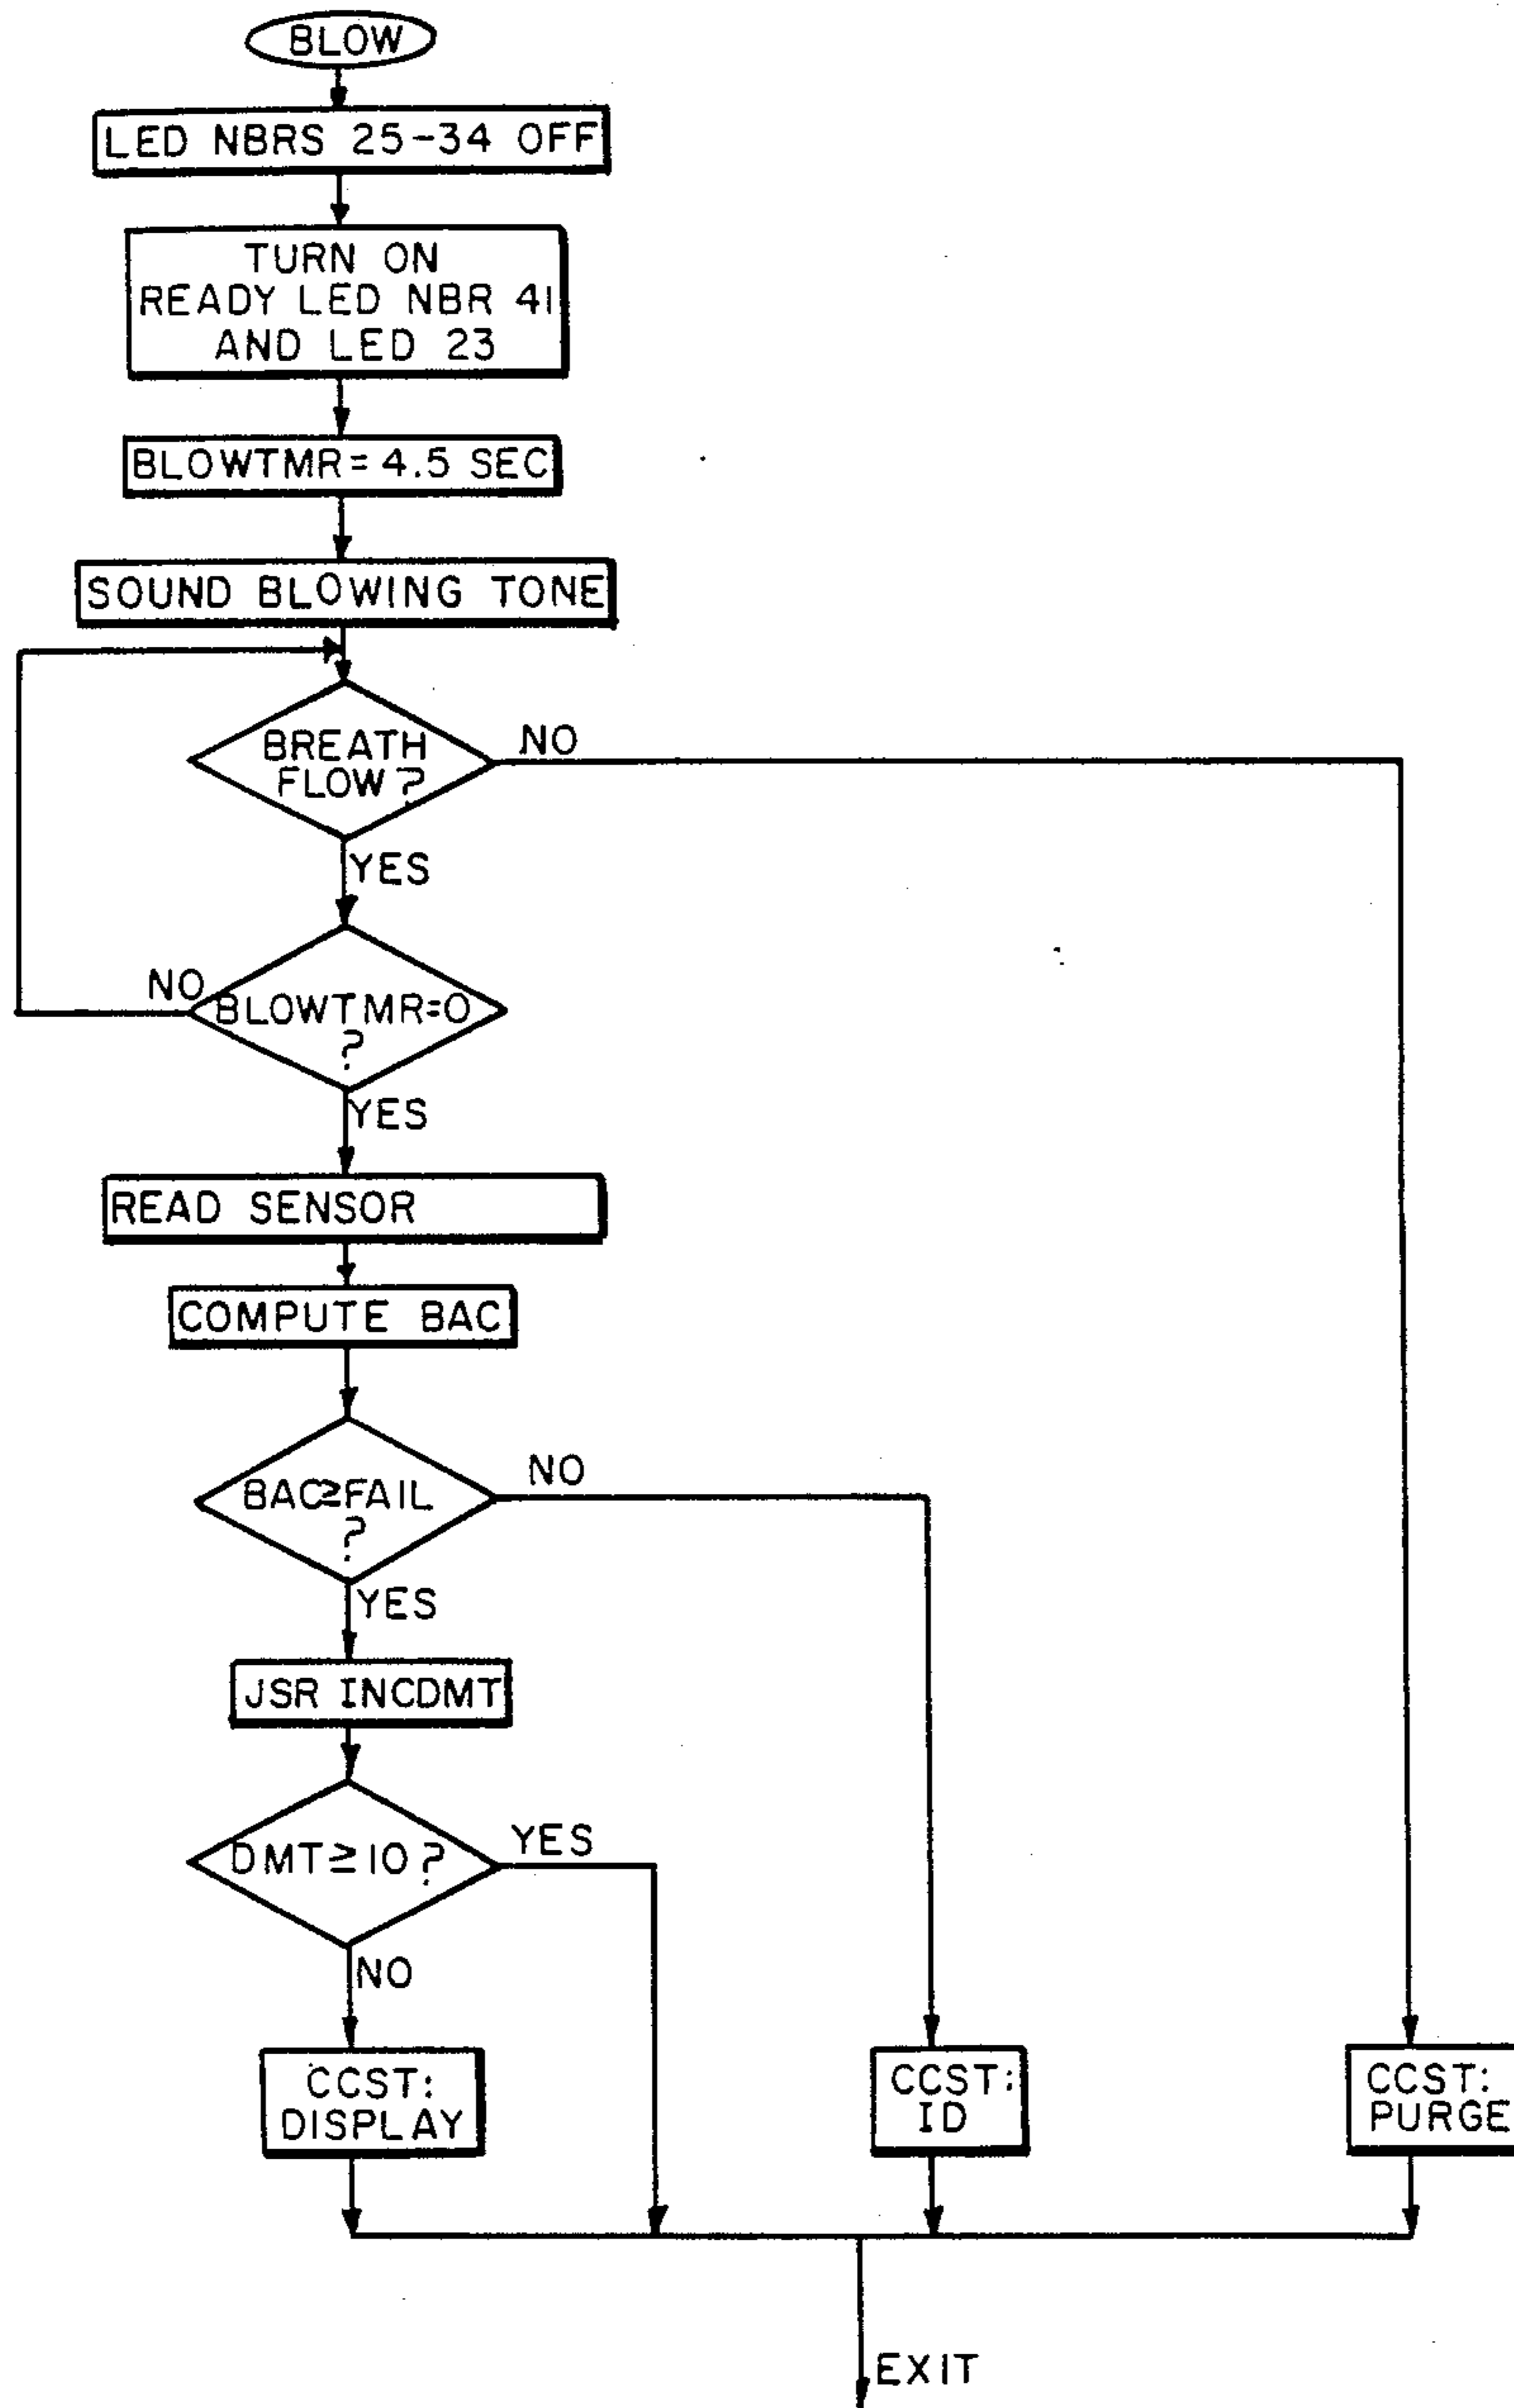 BLOW
LED NBRS 25-34 OFF
TURN ON
READY LED NBR 41
AND LED 23
BLOWTMR=4.5 SEC
SOUND BLOWING TONE
BREATH
FLOW?
NO
YES
NO
BLOWTMR=0
?
YES
READ SENSOR
COMPUTE BAC
BAC≥FAIL
?
NO
YES
JSR INCDMT
DMT≥10?
YES
NO
CCST:
DISPLAY
CCST:
ID
CCST:
PURGE
EXIT